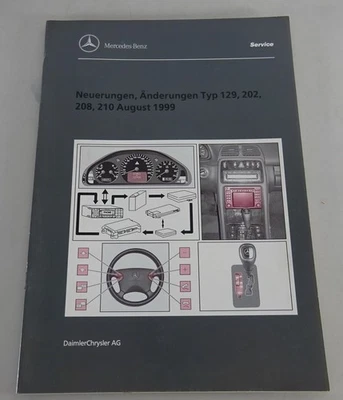 Mercedes-Benz
Service
Neuerungen, Änderungen Typ 129, 202,
208, 210 August 1999
DaimlerChrysler AG